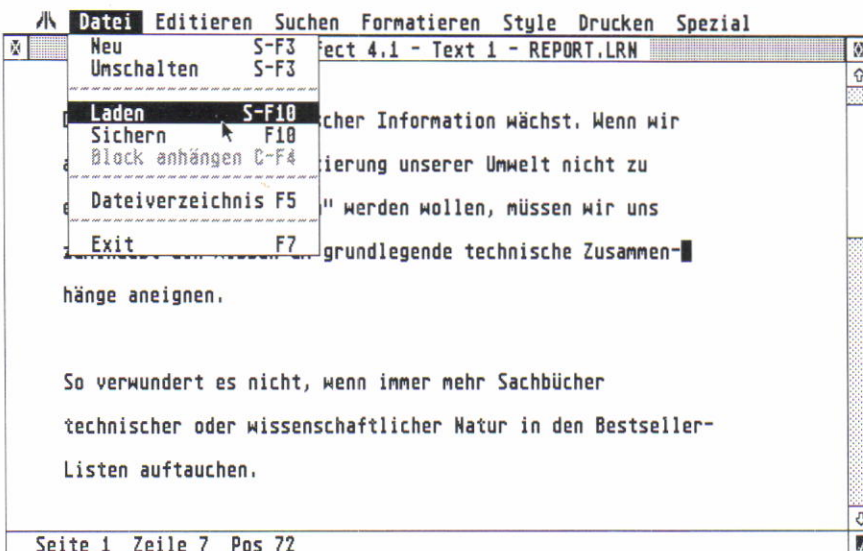 Datei Editieren Suchen Formatieren Style Drucken Spezial
fect 4.1 - Text 1 - REPORT.LRN
Neu S-F3
Umschalten S-F3
Laden S-F10
Sichern F10
Block anhängen C-F4
Dateiverzeichnis F5
Exit F7
cher Information wächst. Wenn wir
ierung unserer Umwelt nicht zu
" werden wollen, müssen wir uns
grundlegende technische Zusammen-
hänge aneignen.
So verwundert es nicht, wenn immer mehr Sachbücher
technischer oder wissenschaftlicher Natur in den Bestseller-
Listen auftauchen.
Seite 1 Zeile 7 Pos 72